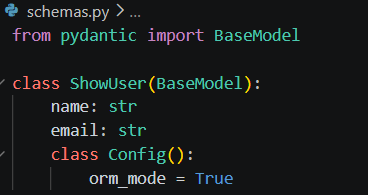 schemas.py > ...
from pydantic import BaseModel
class ShowUser(BaseModel):
    name: str
    email: str
    class Config():
        orm_mode = True